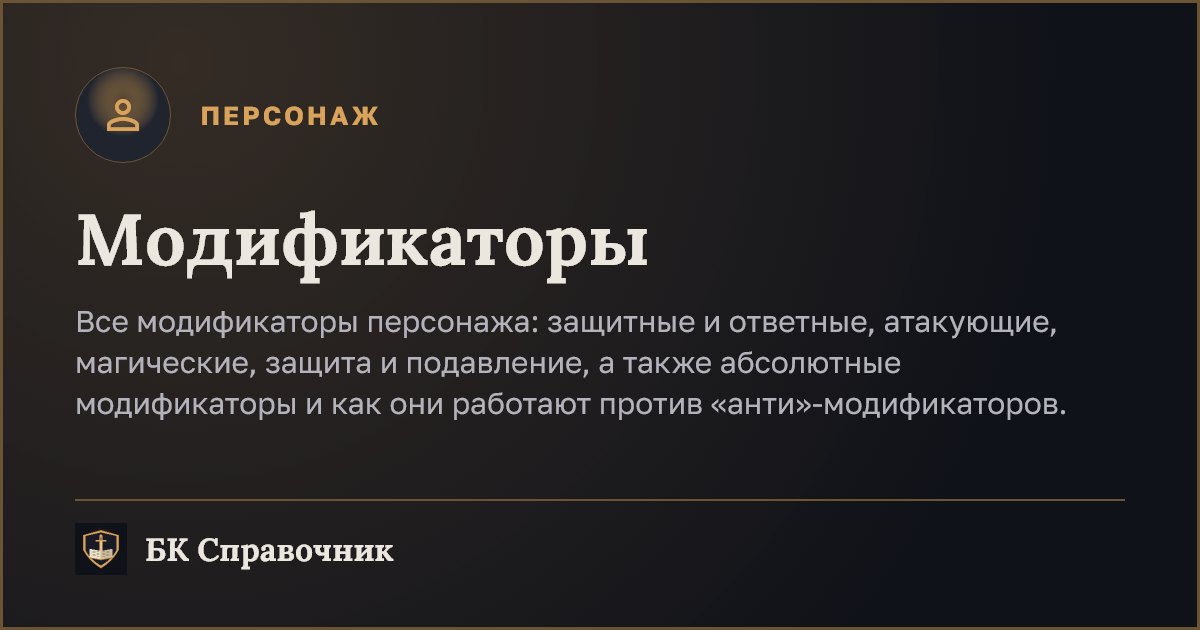 ПЕРСОНАЖ
Модификаторы
Все модификаторы персонажа: защитные и ответные, атакующие,
магические, защита и подавление, а также абсолютные
модификаторы и как они работают против «анти»-модификаторов.
БК Справочник